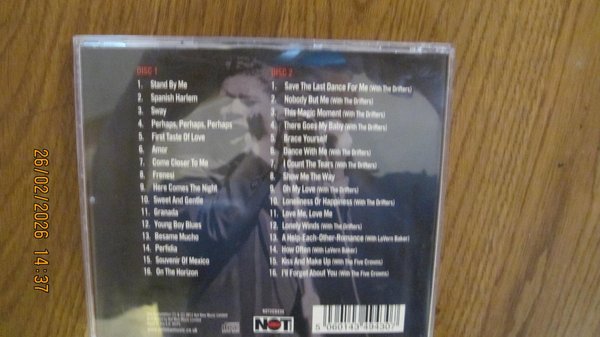 DISC 1
1. Stand By Me
2. Spanish Harlem
3. Sway
4. Perhaps, Perhaps, Perhaps
5. First Taste Of Love
6. Amor
7. Come Closer To Me
8. Frenesi
9. Here Comes The Night
10. Sweet And Gentle
11. Granada
12. Young Boy Blues
13. Besame Mucho
14. Perfidia
15. Souvenir Of Mexico
16. On The Horizon
DISC 2
1. Save The Last Dance For Me (With The Drifters)
2. Nobody But Me (With The Drifters)
3. This Magic Moment (With The Drifters)
4. There Goes My Baby (With The Drifters)
5. Brace Yourself
6. Dance With Me (With The Drifters)
7. I Count The Tears (With The Drifters)
8. Show Me The Way
9. Oh My Love (With The Drifters)
10. Loneliness Or Happiness (With The Drifters)
11. Love Me, Love Me
12. Lonely Winds (With The Drifters)
13. A Help-Each-Other-Romance (With LaVern Baker)
14. How Often (With LaVern Baker)
15. Kiss And Make Up (With The Five Crowns)
16. I'll Forget About You (With The Five Crowns)
NOT
5 060143 494307
26/02/2026 14:37